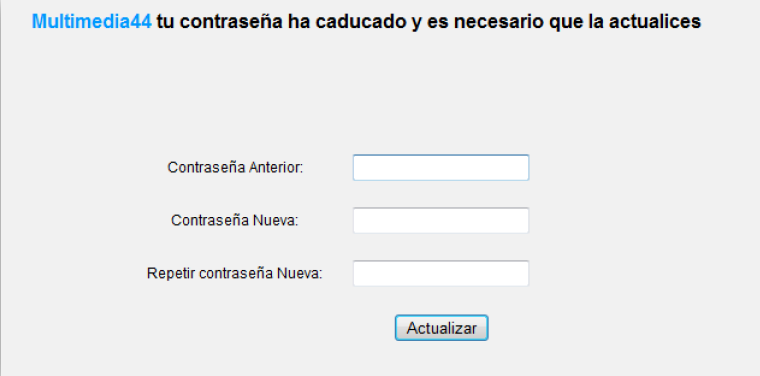 Multimedia44 tu contraseña ha caducado y es necesario que la actualices
Contraseña Anterior:
Contraseña Nueva:
Repetir contraseña Nueva:
Actualizar